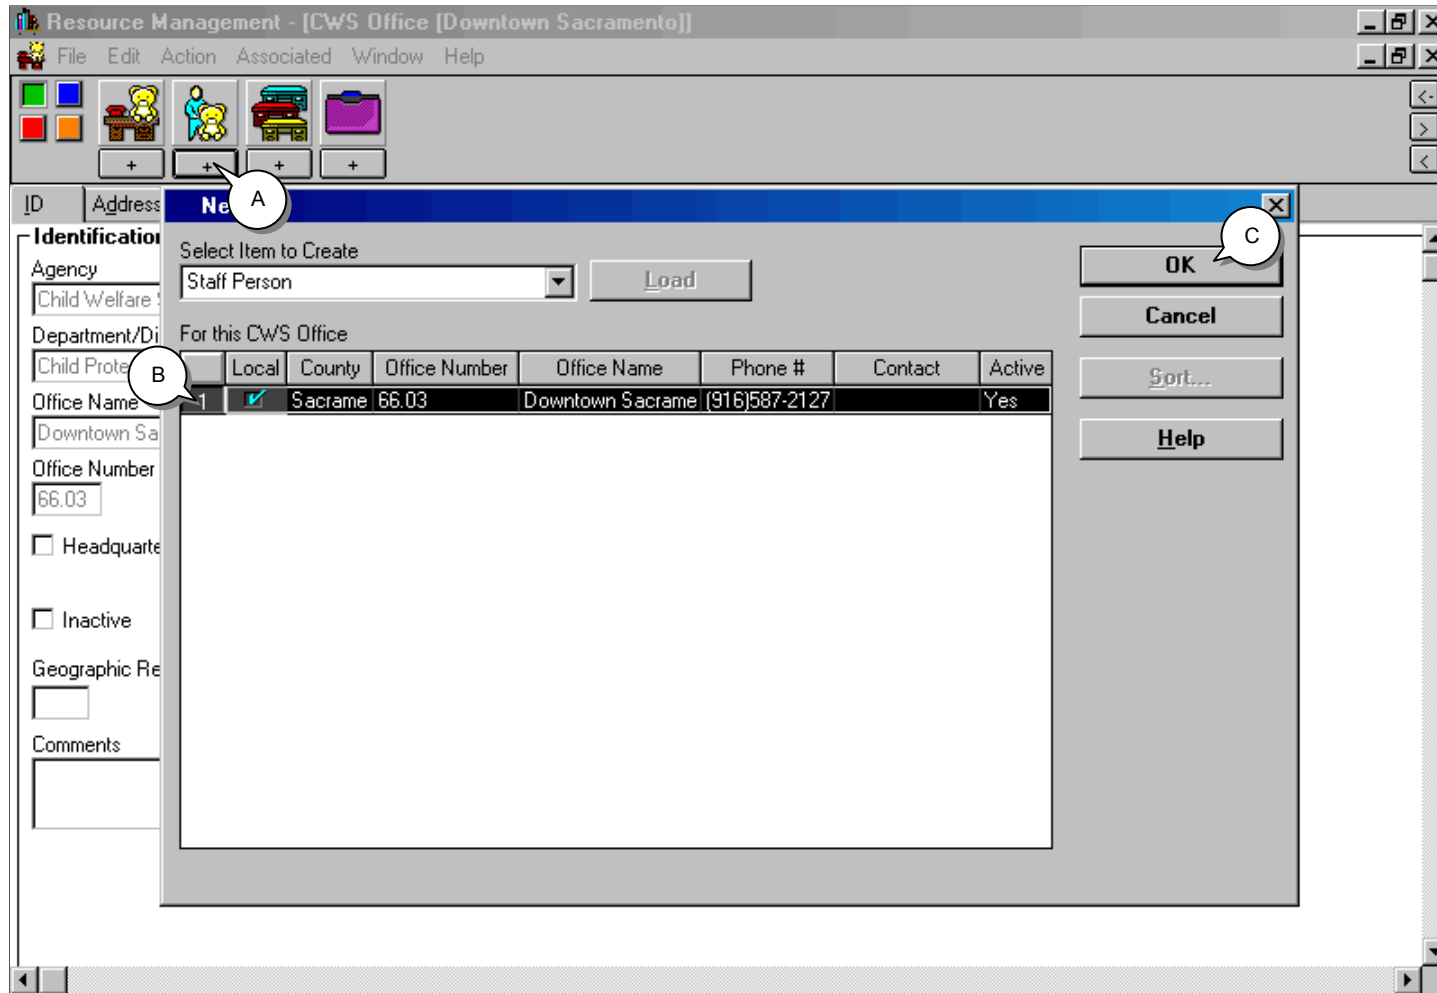 Resource Management - [CWS Office [Downtown Sacramento]]
File Edit Action Associated Window Help
+ + + +
<-
>
<
A
ID Address
Ne
C
Identification
Select Item to Create
Agency
Staff Person Load OK
Child Welfare S
Cancel
Department/Di For this CWS Office
Child Prote
B
Local County Office Number Office Name Phone # Contact Active
Sort...
Office Name 1 Sacrame 66.03 Downtown Sacrame (916)587-2127 Yes
Downtown Sa
Help
Office Number
66.03
Headquarte
Inactive
Geographic Re
Comments